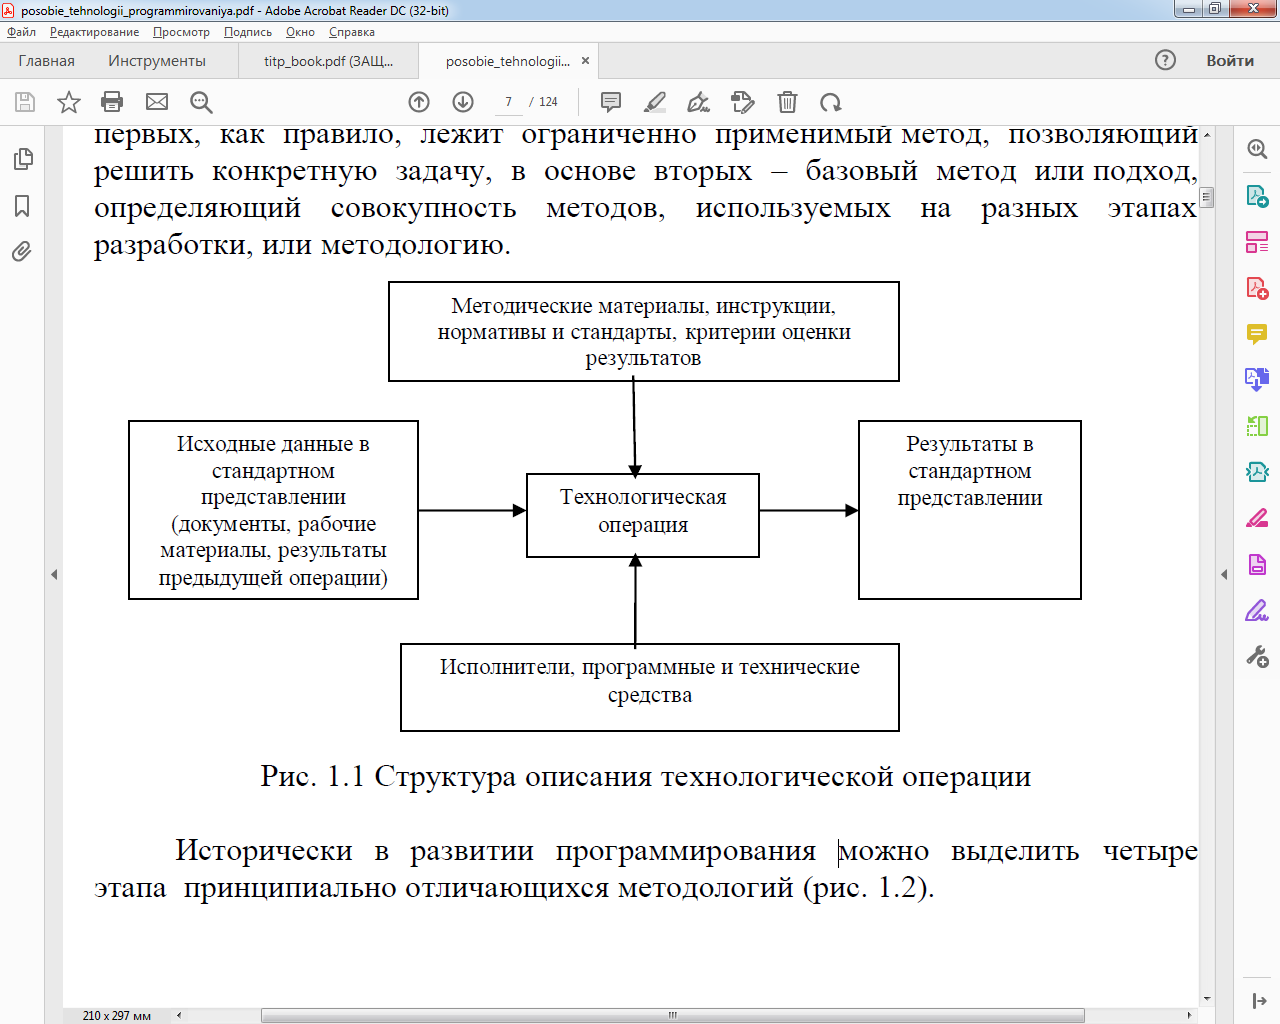 posobie_tehnologii_programmirovaniya.pdf - Adobe Acrobat Reader DC (32-bit)
Файл Редактирование Просмотр Подпись Окно Справка
Главная Инструменты titp_book.pdf (ЗАЩ... posobie_tehnologii... × Войти
7 / 124
первых, как правило, лежит ограниченно применимый метод, позволяющий
решить конкретную задачу, в основе вторых – базовый метод или подход,
определяющий совокупность методов, используемых на разных этапах
разработки, или методологию.
Методические материалы, инструкции,
нормативы и стандарты, критерии оценки
результатов
Исходные данные в
стандартном
представлении
(документы, рабочие
материалы, результаты
предыдущей операции)
Технологическая
операция
Результаты в
стандартном
представлении
Исполнители, программные и технические
средства
Рис. 1.1 Структура описания технологической операции
Исторически в развитии программирования можно выделить четыре
этапа принципиально отличающихся методологий (рис. 1.2).
210 x 297 мм